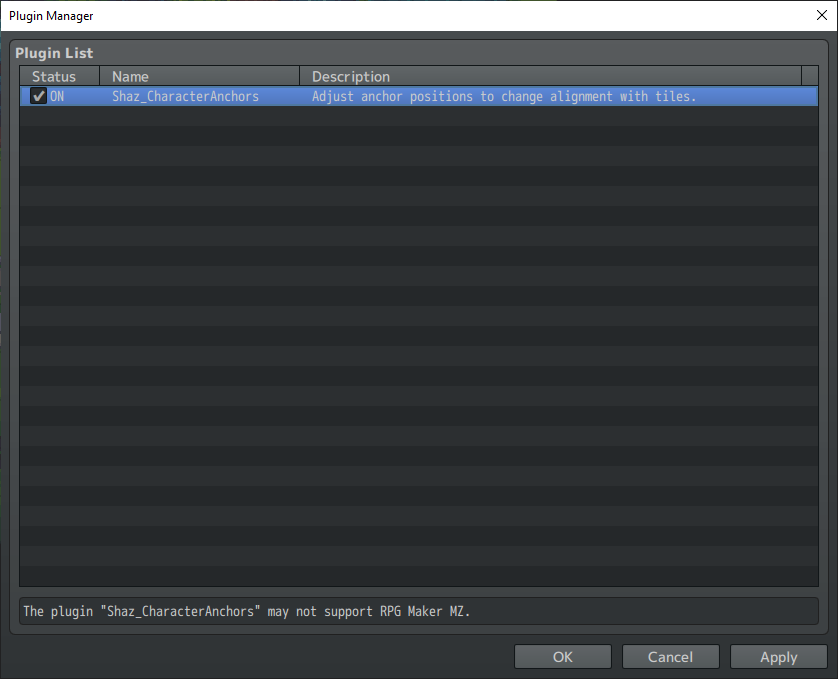 Plugin Manager
Plugin List
Status Name Description
ON Shaz_CharacterAnchors Adjust anchor positions to change alignment with tiles.
The plugin "Shaz_CharacterAnchors" may not support RPG Maker MZ.
OK Cancel Apply